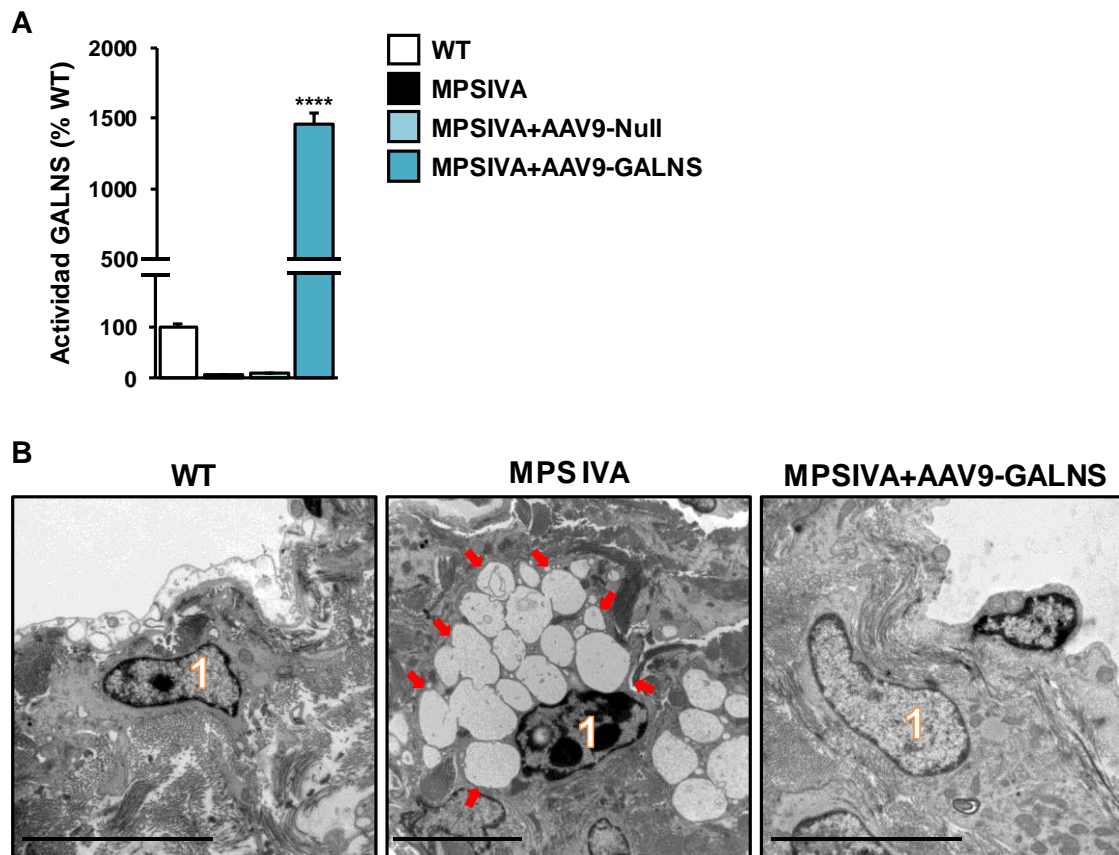 A
Actividad GALNS (% WT)
2000
1500
1000
500
100
0
****
WT
MPSIVA
MPSIVA+AAV9-Null
MPSIVA+AAV9-GALNS
B
WT
MPS IVA
MPSIVA+AAV9-GALNS
1
1
1